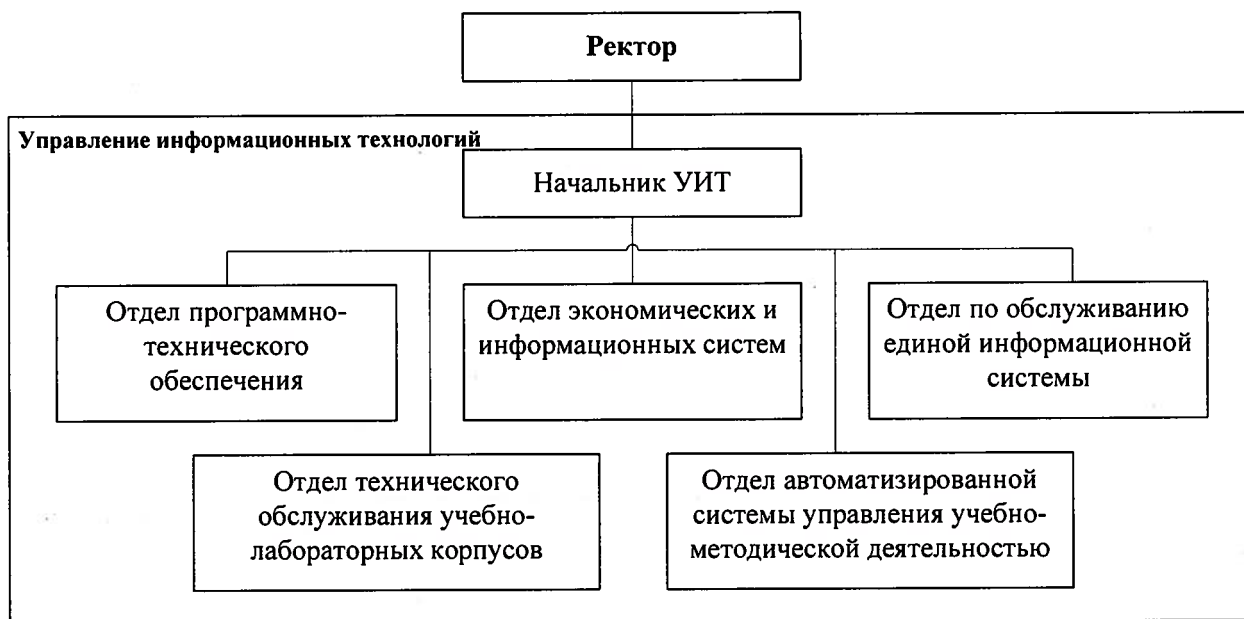 Ректор
Управление информационных технологий
Начальник УИТ
Отдел программно-
технического
обеспечения
Отдел экономических и
информационных систем
Отдел по обслуживанию
единой информационной
системы
Отдел технического
обслуживания учебно-
лабораторных корпусов
Отдел автоматизированной
системы управления учебно-
методической деятельностью